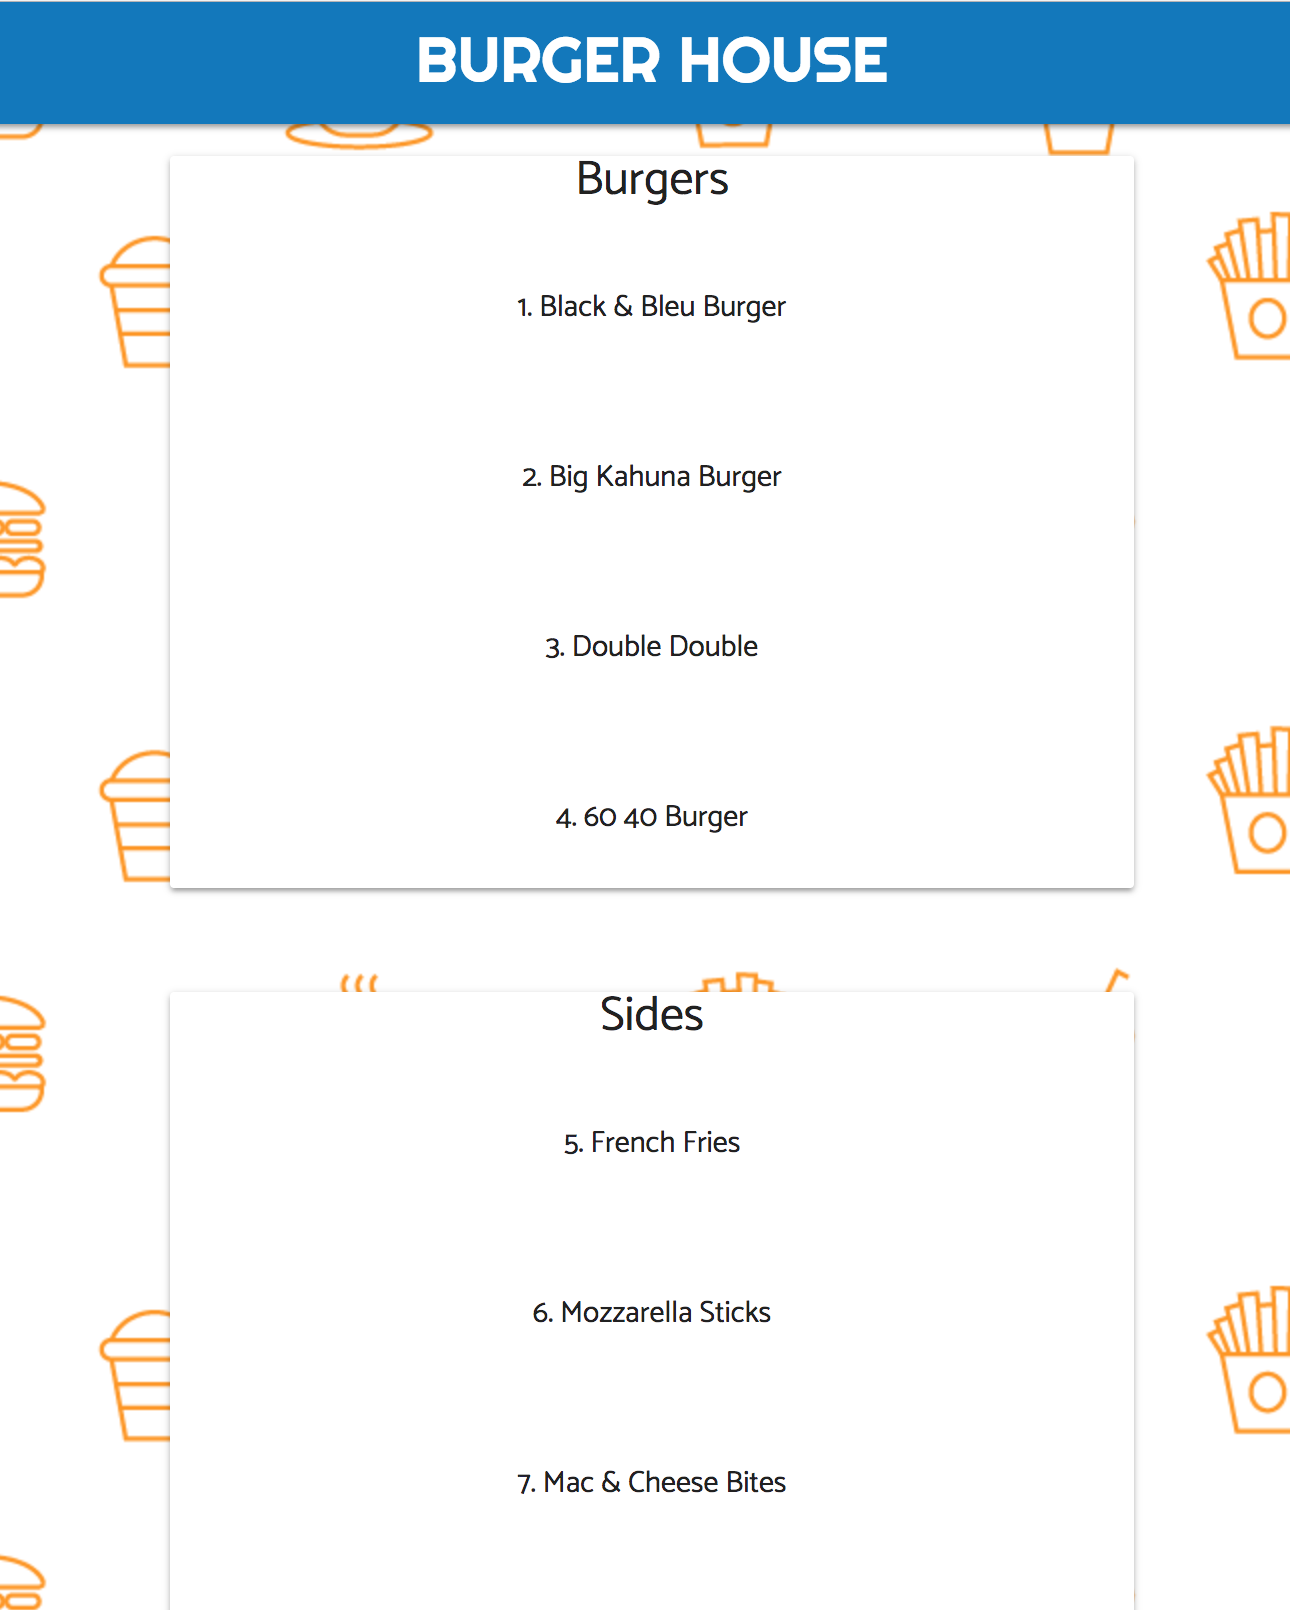 BURGER HOUSE
Burgers
1. Black & Bleu Burger
2. Big Kahuna Burger
3. Double Double
4. 60 40 Burger
Sides
5. French Fries
6. Mozzarella Sticks
7. Mac & Cheese Bites